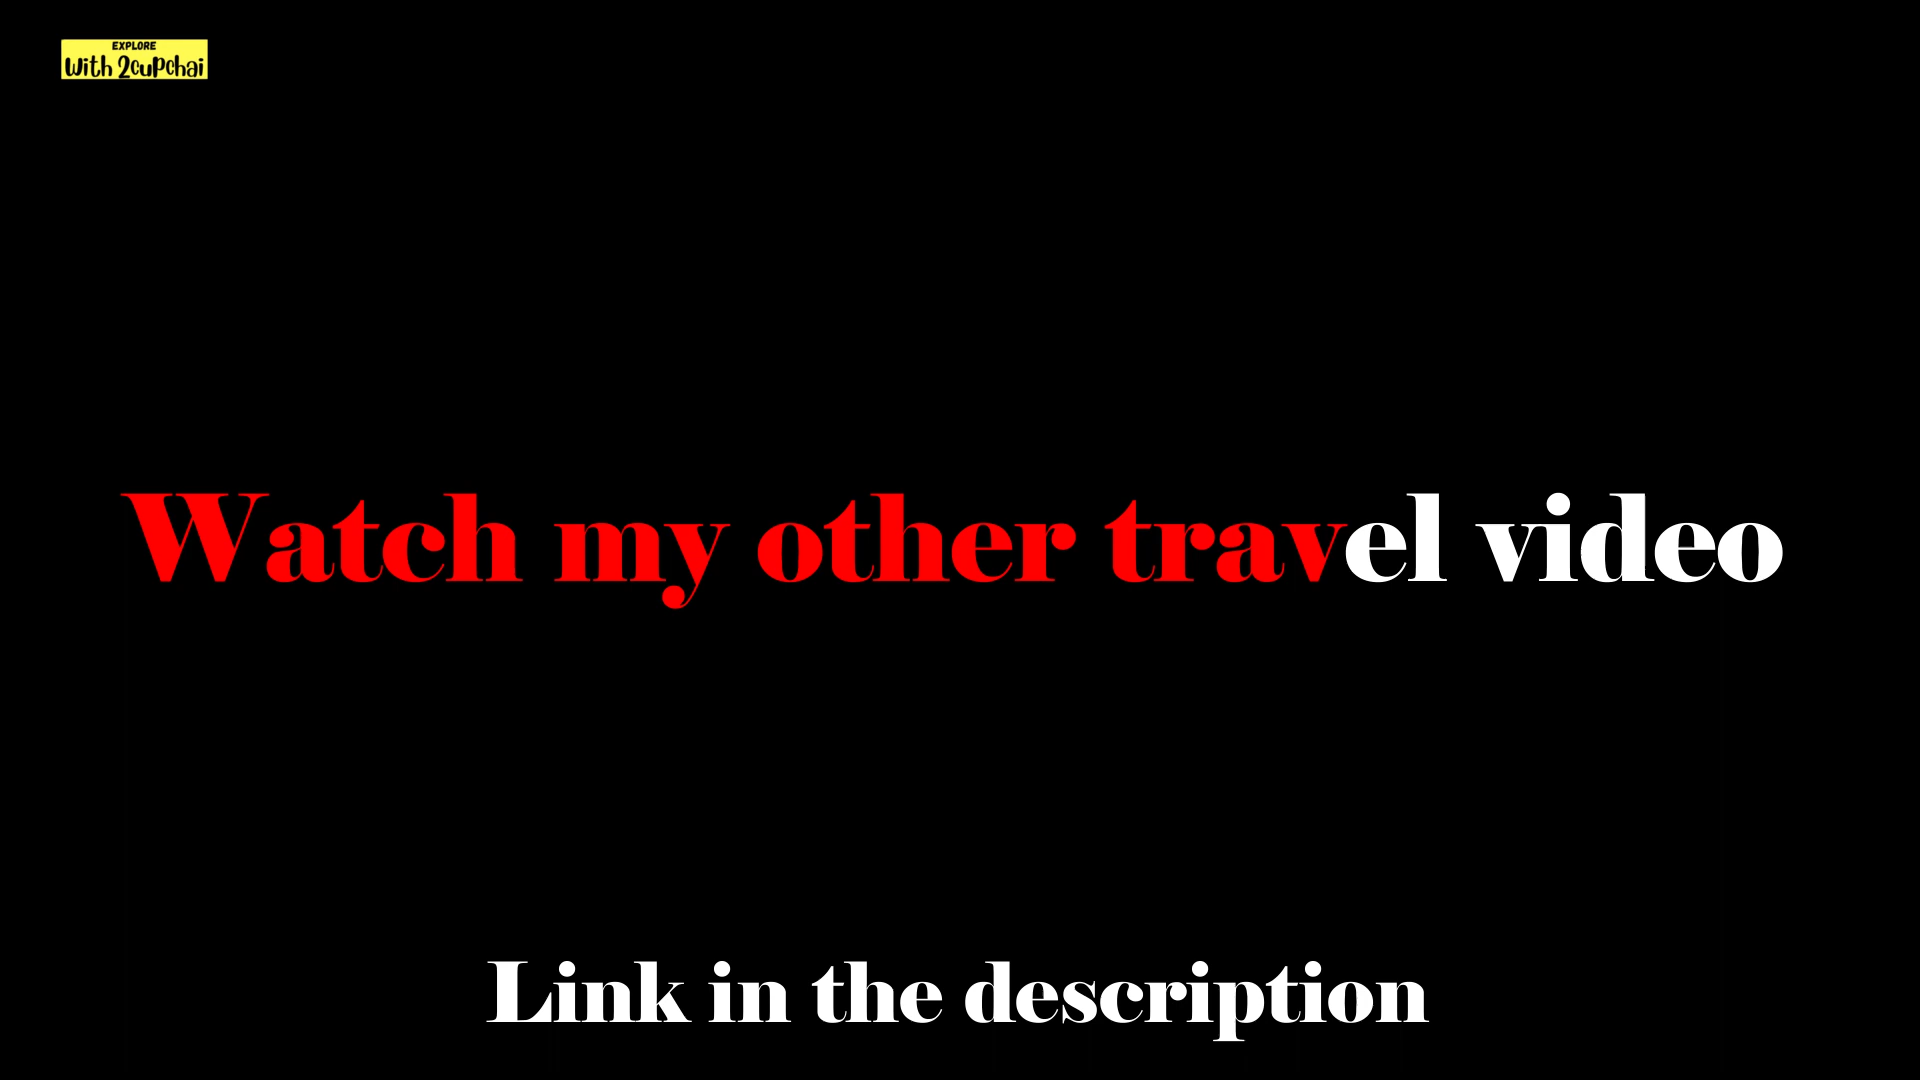 EXPLORE
With 2cupchai
Watch my other travel video
Link in the description